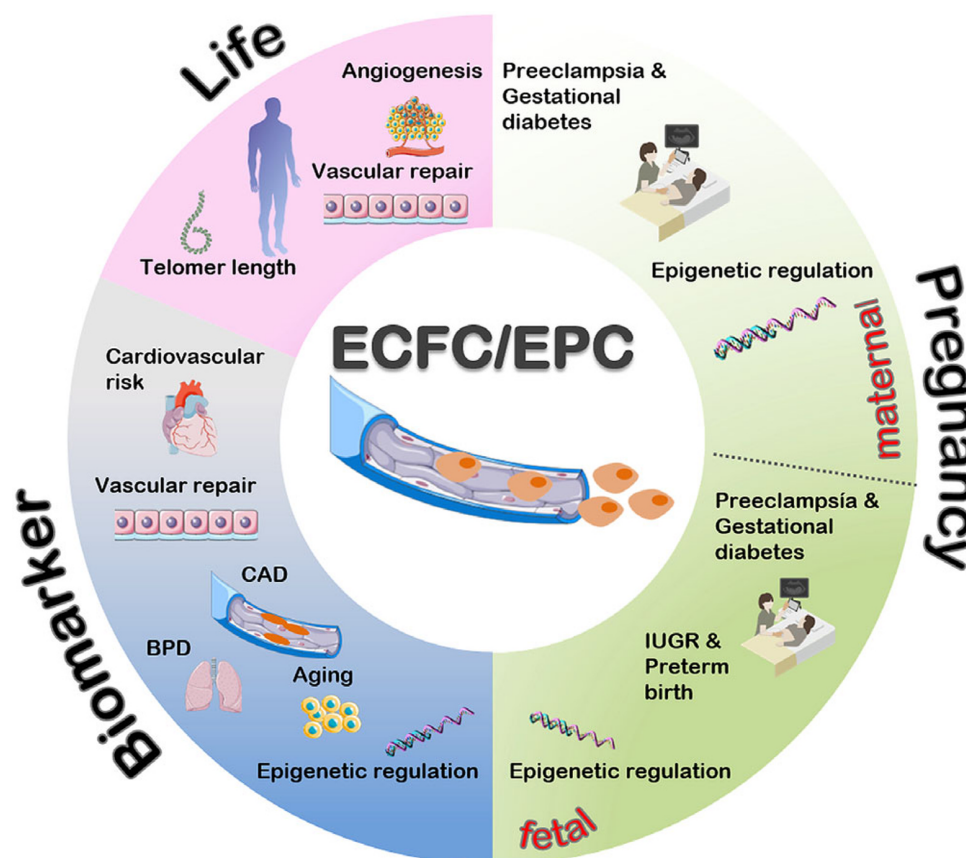 Life
Angiogenesis
Vascular repair
Telomer length
Preeclampsia &
Gestational
diabetes
Epigenetic regulation
maternal
Pregnancy
ECFC/EPC
Cardiovascular
risk
Vascular repair
CAD
BPD
Aging
Epigenetic regulation
Biomarker
Preeclampsía &
Gestational
diabetes
IUGR &
Preterm
birth
Epigenetic regulation
fetal